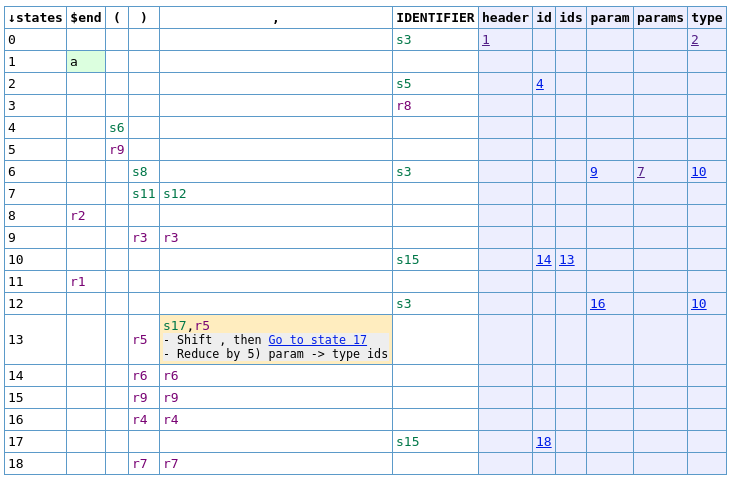 ↓states $end ( ) , IDENTIFIER header id ids param params type
0 s3 1 2
1 a
2 s5 4
3 r8
4 s6
5 r9
6 s8 s3 9 7 10
7 s11 s12
8 r2
9 r3 r3
10 s15 14 13
11 r1
12 s3 16 10
13 r5 s17,r5
- Shift , then Go to state 17
- Reduce by 5) param -> type ids
14 r6 r6
15 r9 r9
16 r4 r4
17 s15 18
18 r7 r7